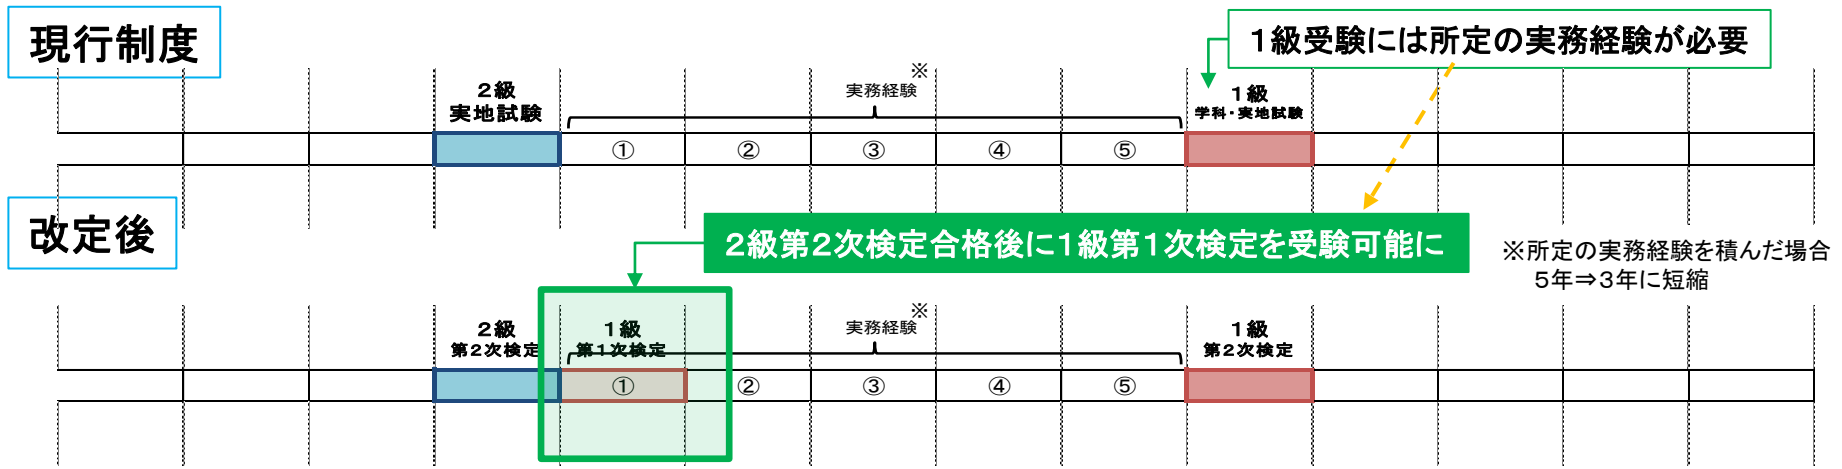 現行制度
1級受験には所定の実務経験が必要
※
2級
実地試験
実務経験
1級
学科・実地試験
①
②
③
④
⑤
改定後
2級第2次検定合格後に1級第1次検定を受験可能に
※所定の実務経験を積んだ場合
5年⇒3年に短縮
※
2級
第2次検定
1級
第1次検定
実務経験
1級
第2次検定
①
②
③
④
⑤